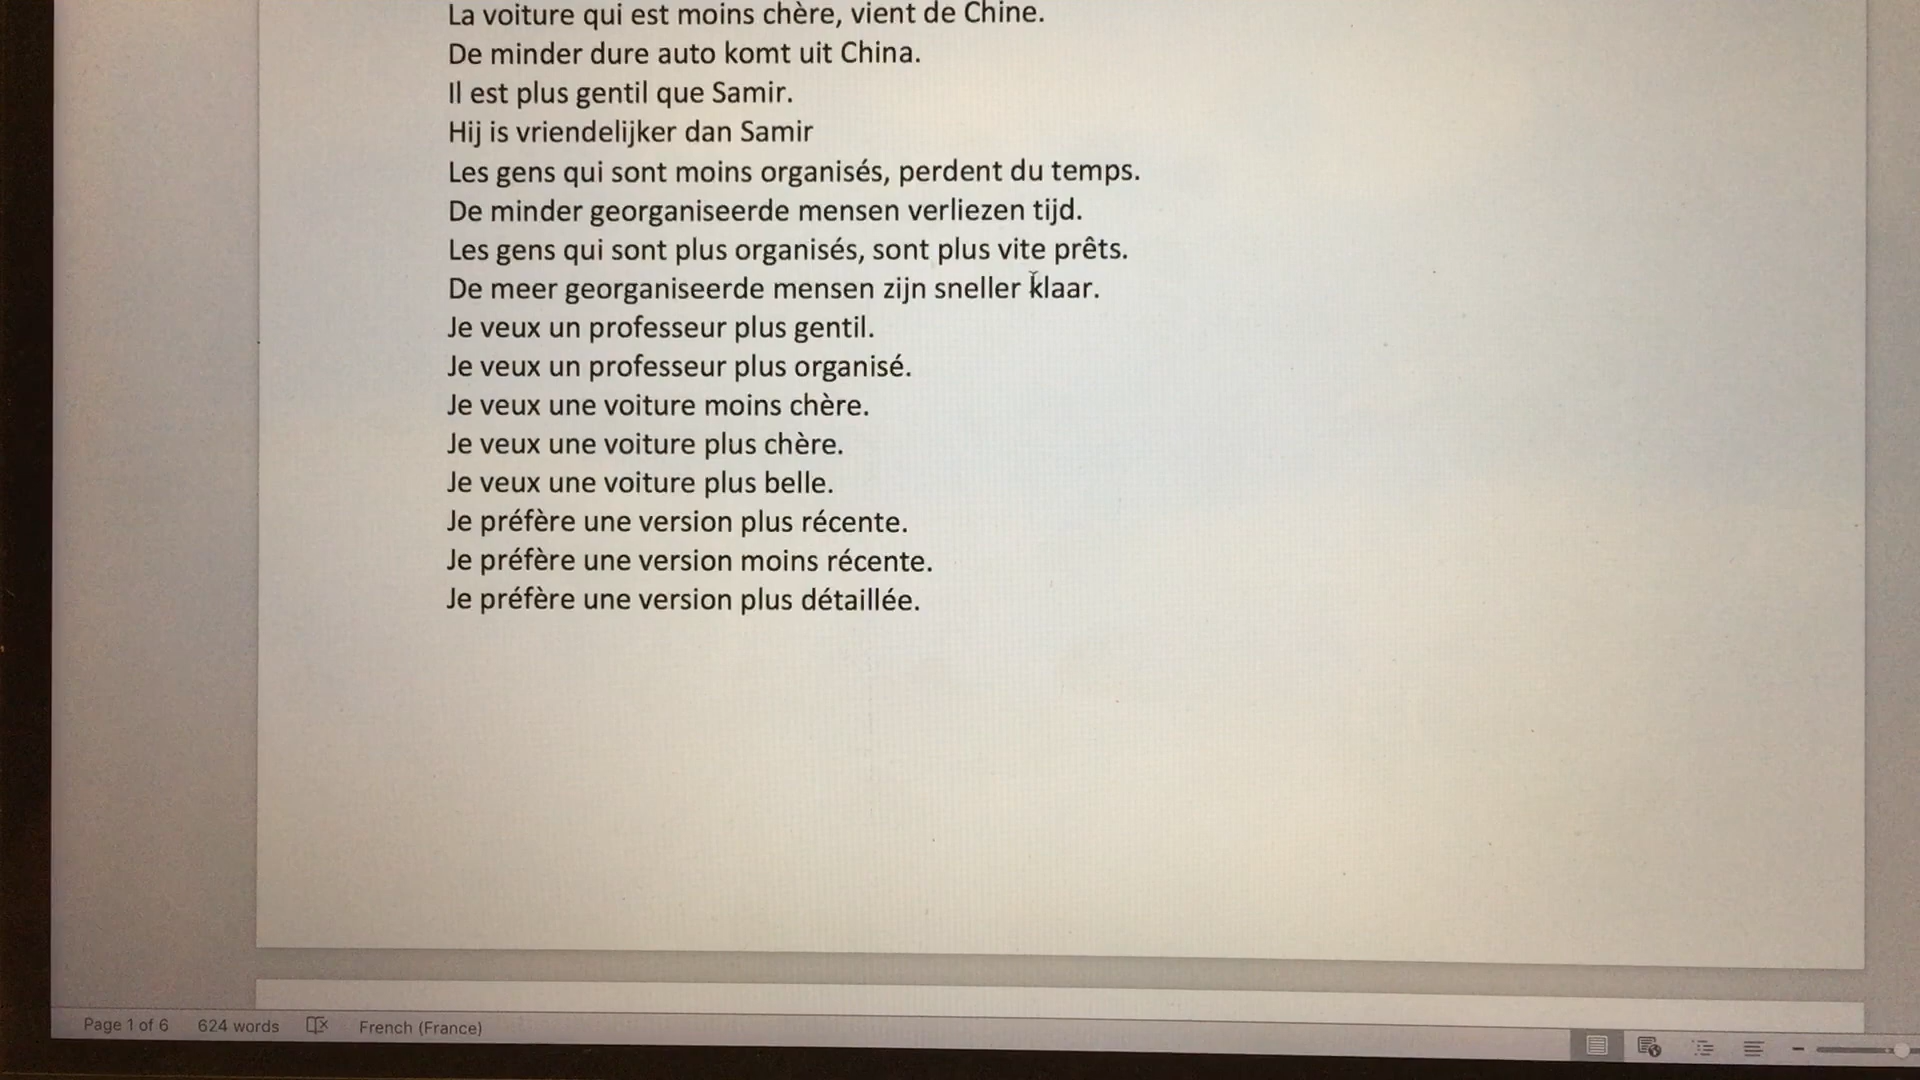 La voiture qui est moins chère, vient de Chine.
De minder dure auto komt uit China.
Il est plus gentil que Samir.
Hij is vriendelijker dan Samir
Les gens qui sont moins organisés, perdent du temps.
De minder georganiseerde mensen verliezen tijd.
Les gens qui sont plus organisés, sont plus vite prêts.
De meer georganiseerde mensen zijn sneller klaar.
Je veux un professeur plus gentil.
Je veux un professeur plus organisé.
Je veux une voiture moins chère.
Je veux une voiture plus chère.
Je veux une voiture plus belle.
Je préfère une version plus récente.
Je préfère une version moins récente.
Je préfère une version plus détaillée.
Page 1 of 6 624 words French (France)